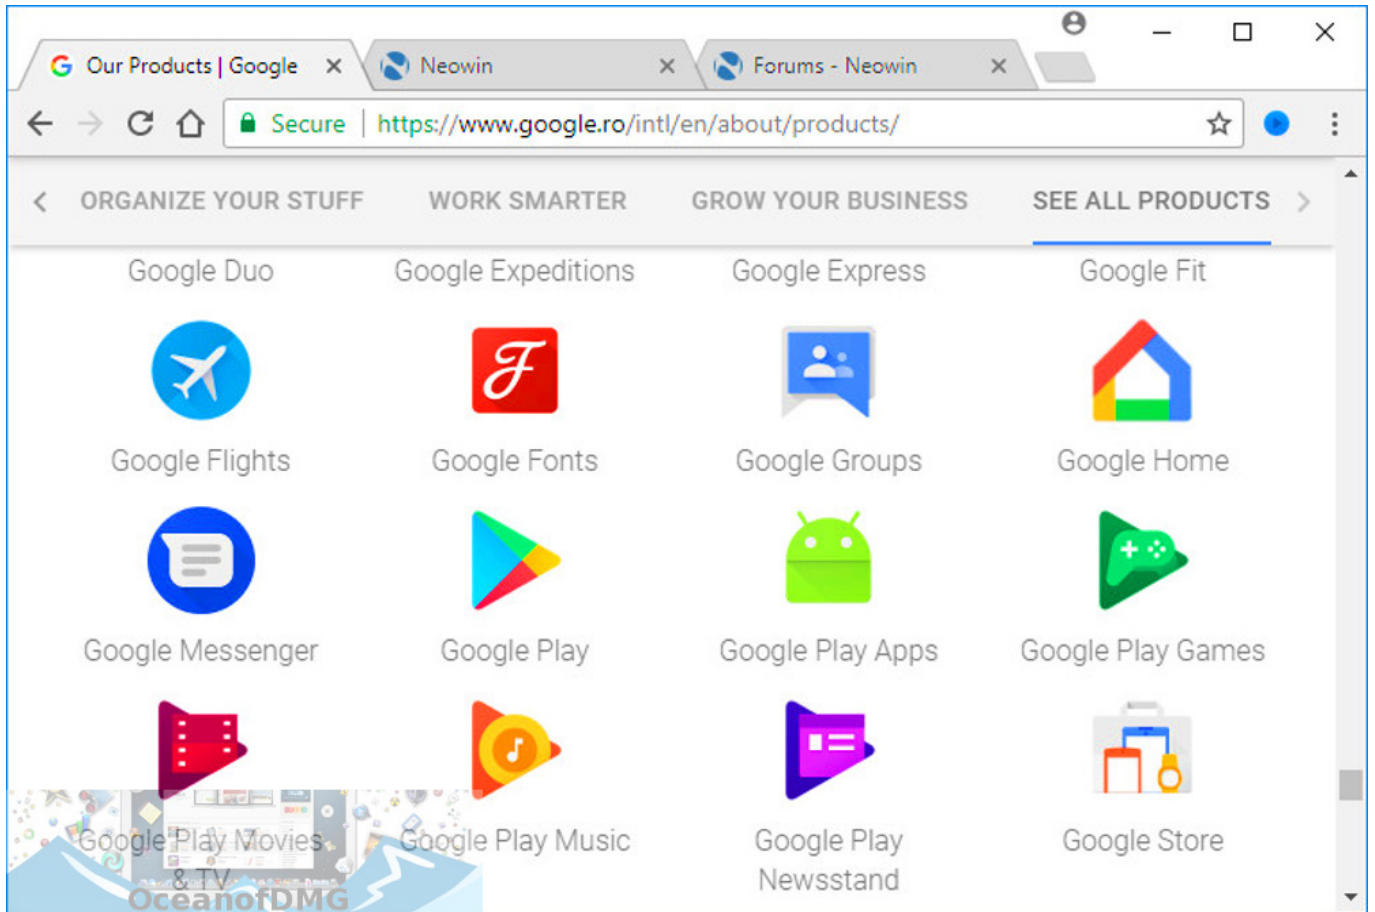 Our Products | Google
Neowin
Forums - Neowin
Secure
https://www.google.ro/intl/en/about/products/
ORGANIZE YOUR STUFF
WORK SMARTER
GROW YOUR BUSINESS
SEE ALL PRODUCTS
Google Duo
Google Expeditions
Google Express
Google Fit
Google Flights
Google Fonts
Google Groups
Google Home
Google Messenger
Google Play
Google Play Apps
Google Play Games
Google Play Movies
& TV
Google Play Music
Google Play
Newsstand
Google Store
OceanofDMG